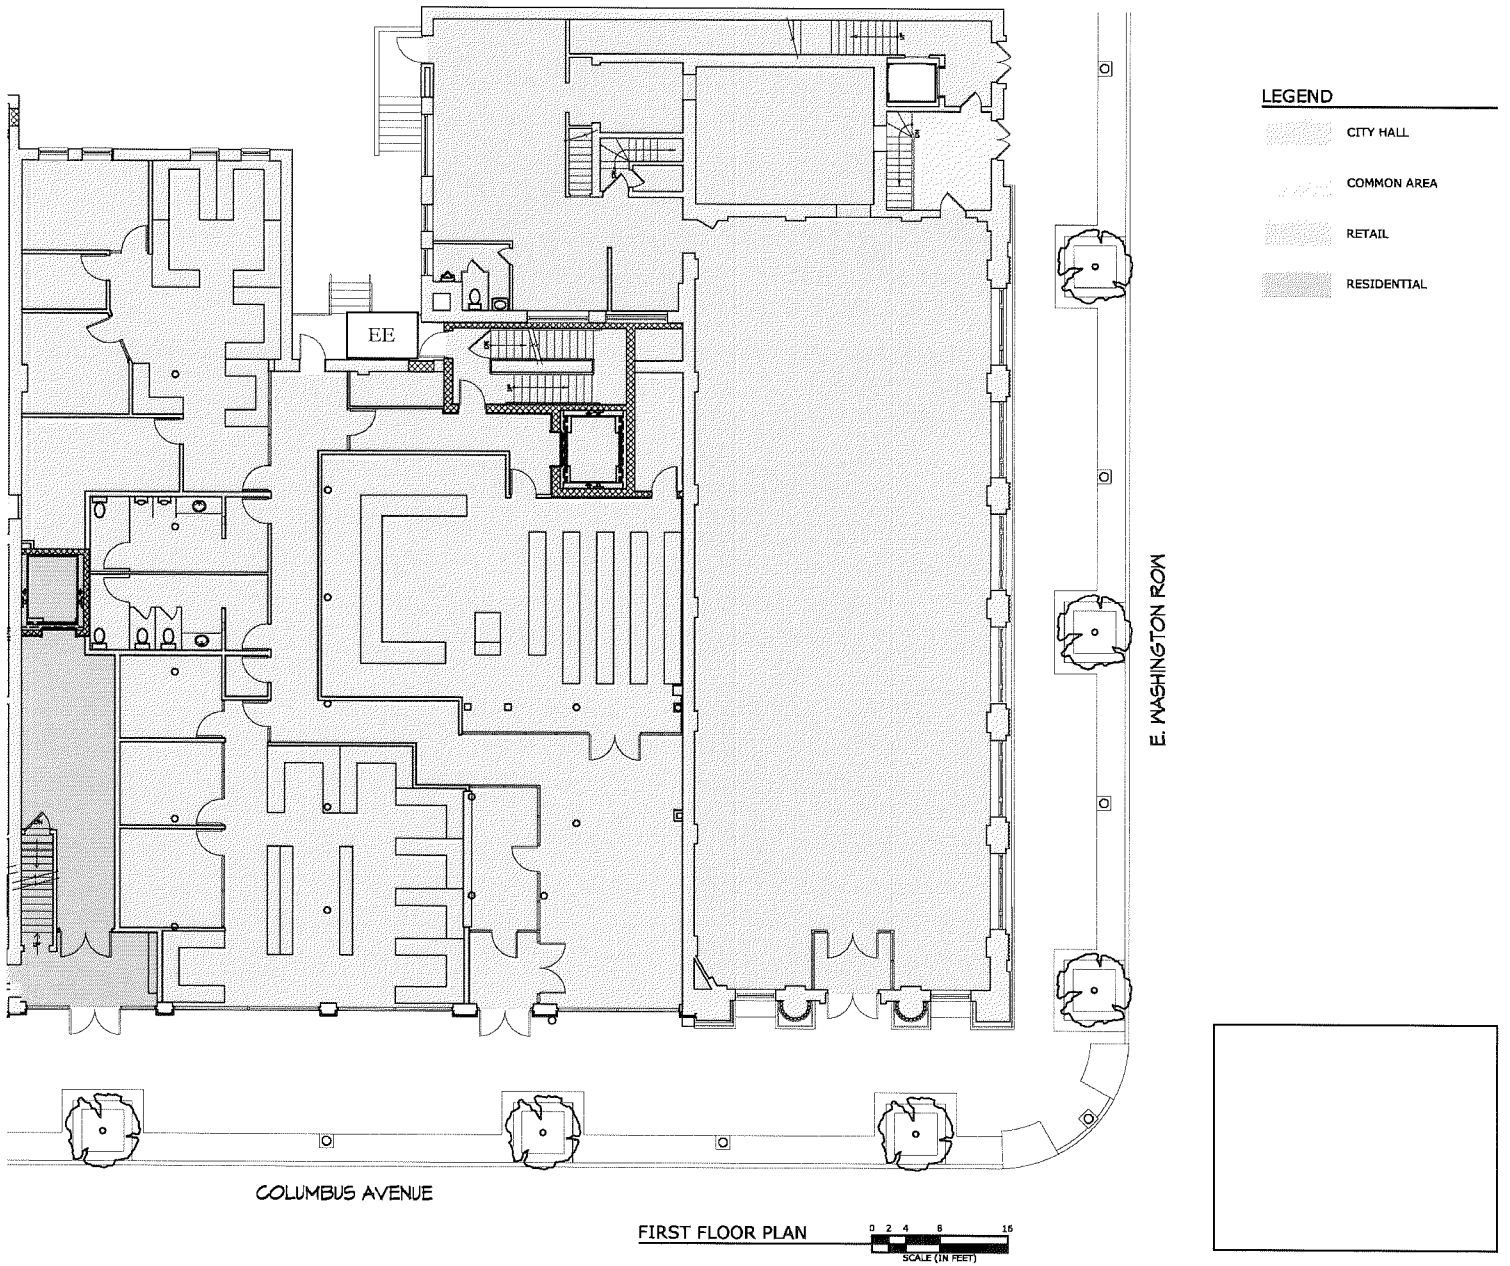 LEGEND
CITY HALL
COMMON AREA
RETAIL
RESIDENTIAL
EE
E. WASHINGTON ROW
COLUMBUS AVENUE
FIRST FLOOR PLAN
0 2 4 8 16
SCALE (IN FEET)